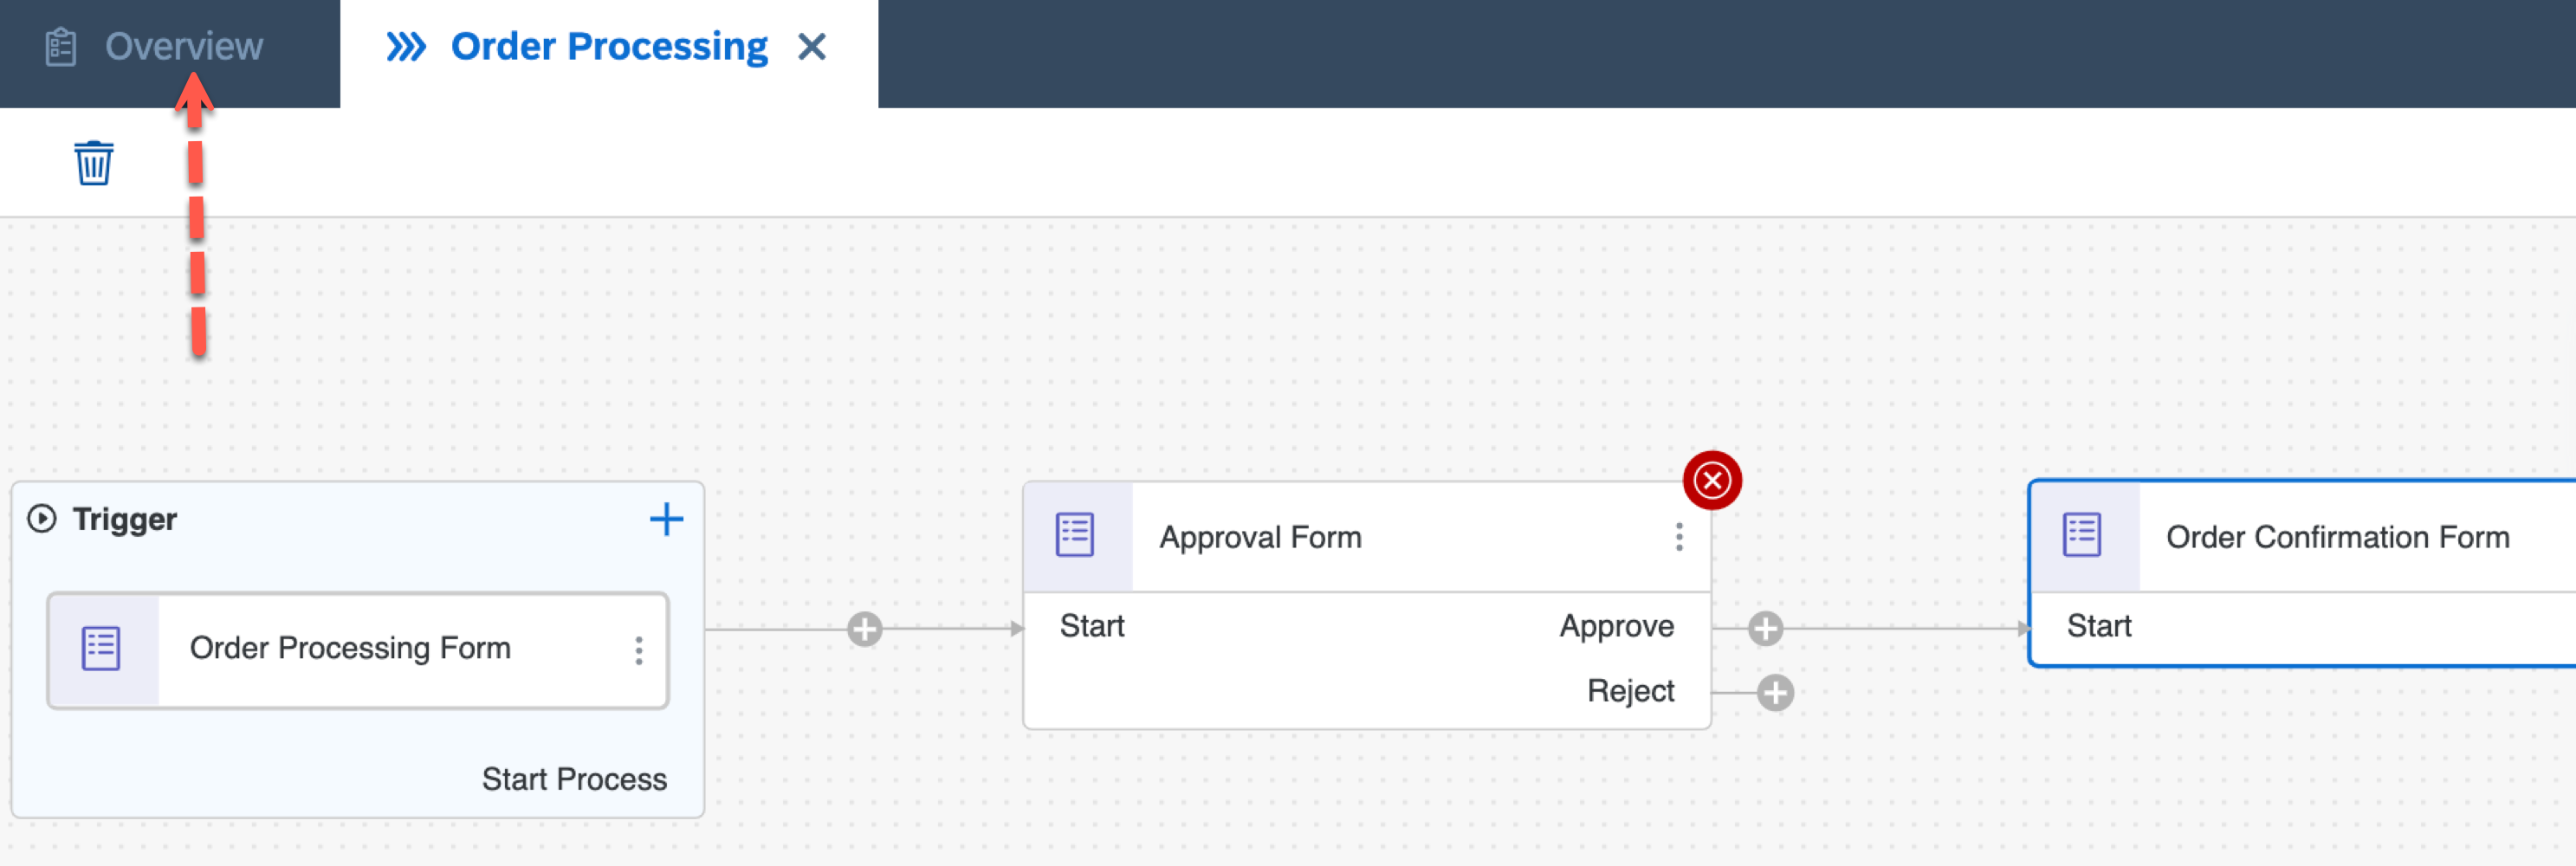 Overview
Order Processing
Trigger
Order Processing Form
Start Process
Approval Form
Start
Approve
Reject
Order Confirmation Form
Start